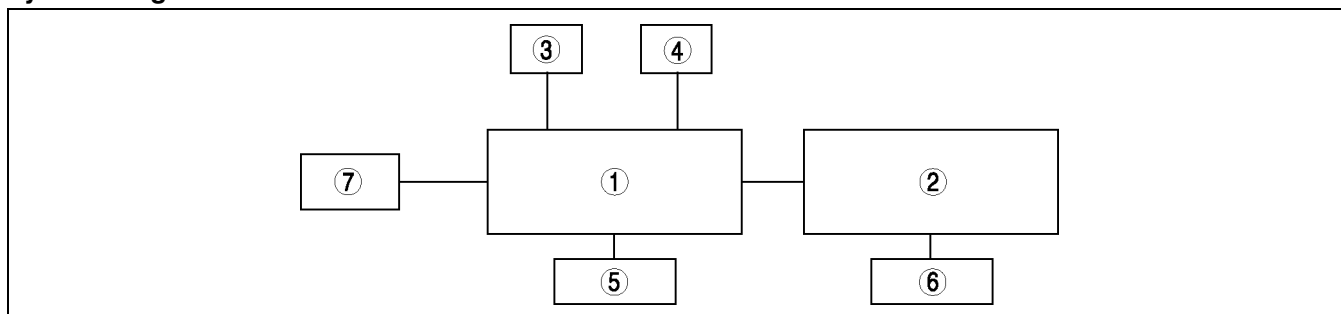 ③ ④
⑦ ① ②
⑤ ⑥